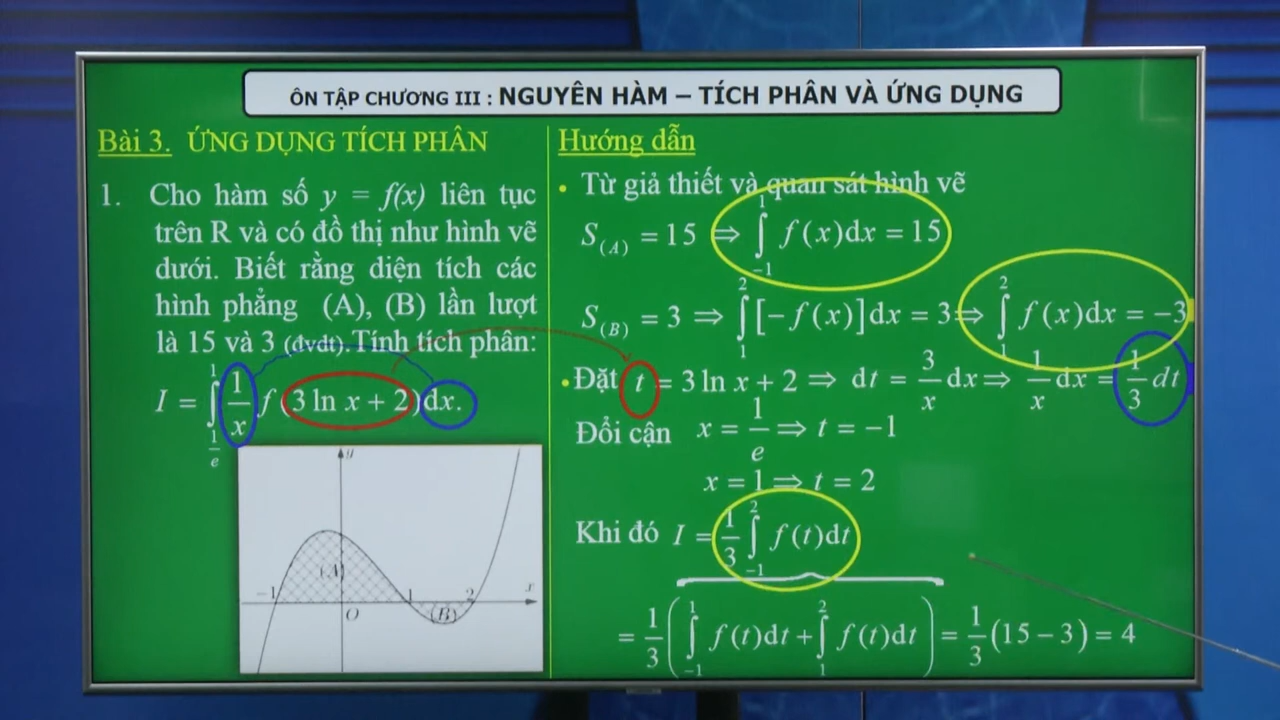 ÔN TẬP CHƯƠNG III : NGUYÊN HÀM – TÍCH PHÂN VÀ ỨNG DỤNG
Bài 3. ỨNG DỤNG TÍCH PHÂN
1. Cho hàm số y = f(x) liên tục
trên R và có đồ thị như hình vẽ
dưới. Biết rằng diện tích các
hình phẳng (A), (B) lần lượt
là 15 và 3 (đvdt).Tính tích phân:
I = ∫_{1/e}^{1} 1/x f(3 ln x + 2)dx.
y
(A)
−1 O 1 (B) 2 x
Hướng dẫn
• Từ giả thiết và quan sát hình vẽ
S_(A) = 15 ⇒ ∫_{−1}^{1} f(x)dx = 15
S_(B) = 3 ⇒ ∫_{1}^{2} [−f(x)]dx = 3 ⇒ ∫_{1}^{2} f(x)dx = −3
• Đặt t = 3 ln x + 2 ⇒ dt = 3/x dx ⇒ 1/x dx = 1/3 dt
Đổi cận x = 1/e ⇒ t = −1
x = 1 ⇒ t = 2
Khi đó I = 1/3 ∫_{−1}^{2} f(t)dt
= 1/3 (∫_{−1}^{1} f(t)dt + ∫_{1}^{2} f(t)dt) = 1/3 (15 − 3) = 4